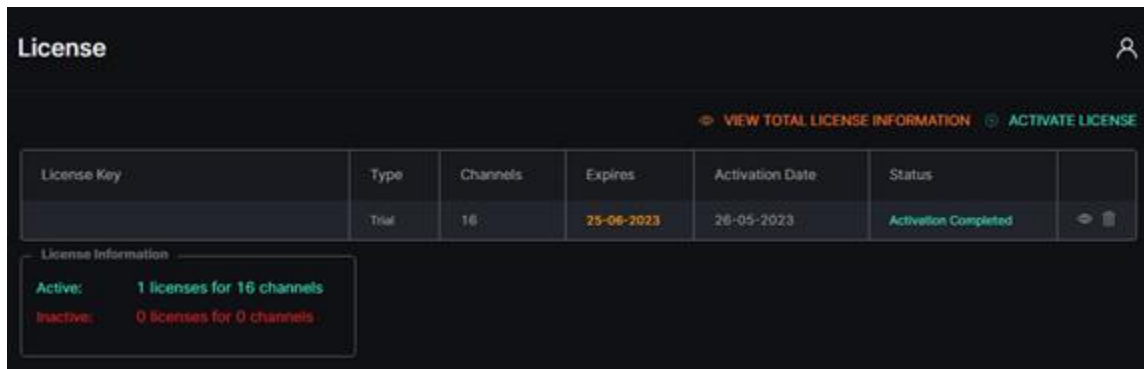 License
VIEW TOTAL LICENSE INFORMATION ACTIVATE LICENSE
License Key Type Channels Expires Activation Date Status
Trial 16 25-06-2023 26-05-2023 Activation Completed
License Information
Active: 1 licenses for 16 channels
Inactive: 0 licenses for 0 channels